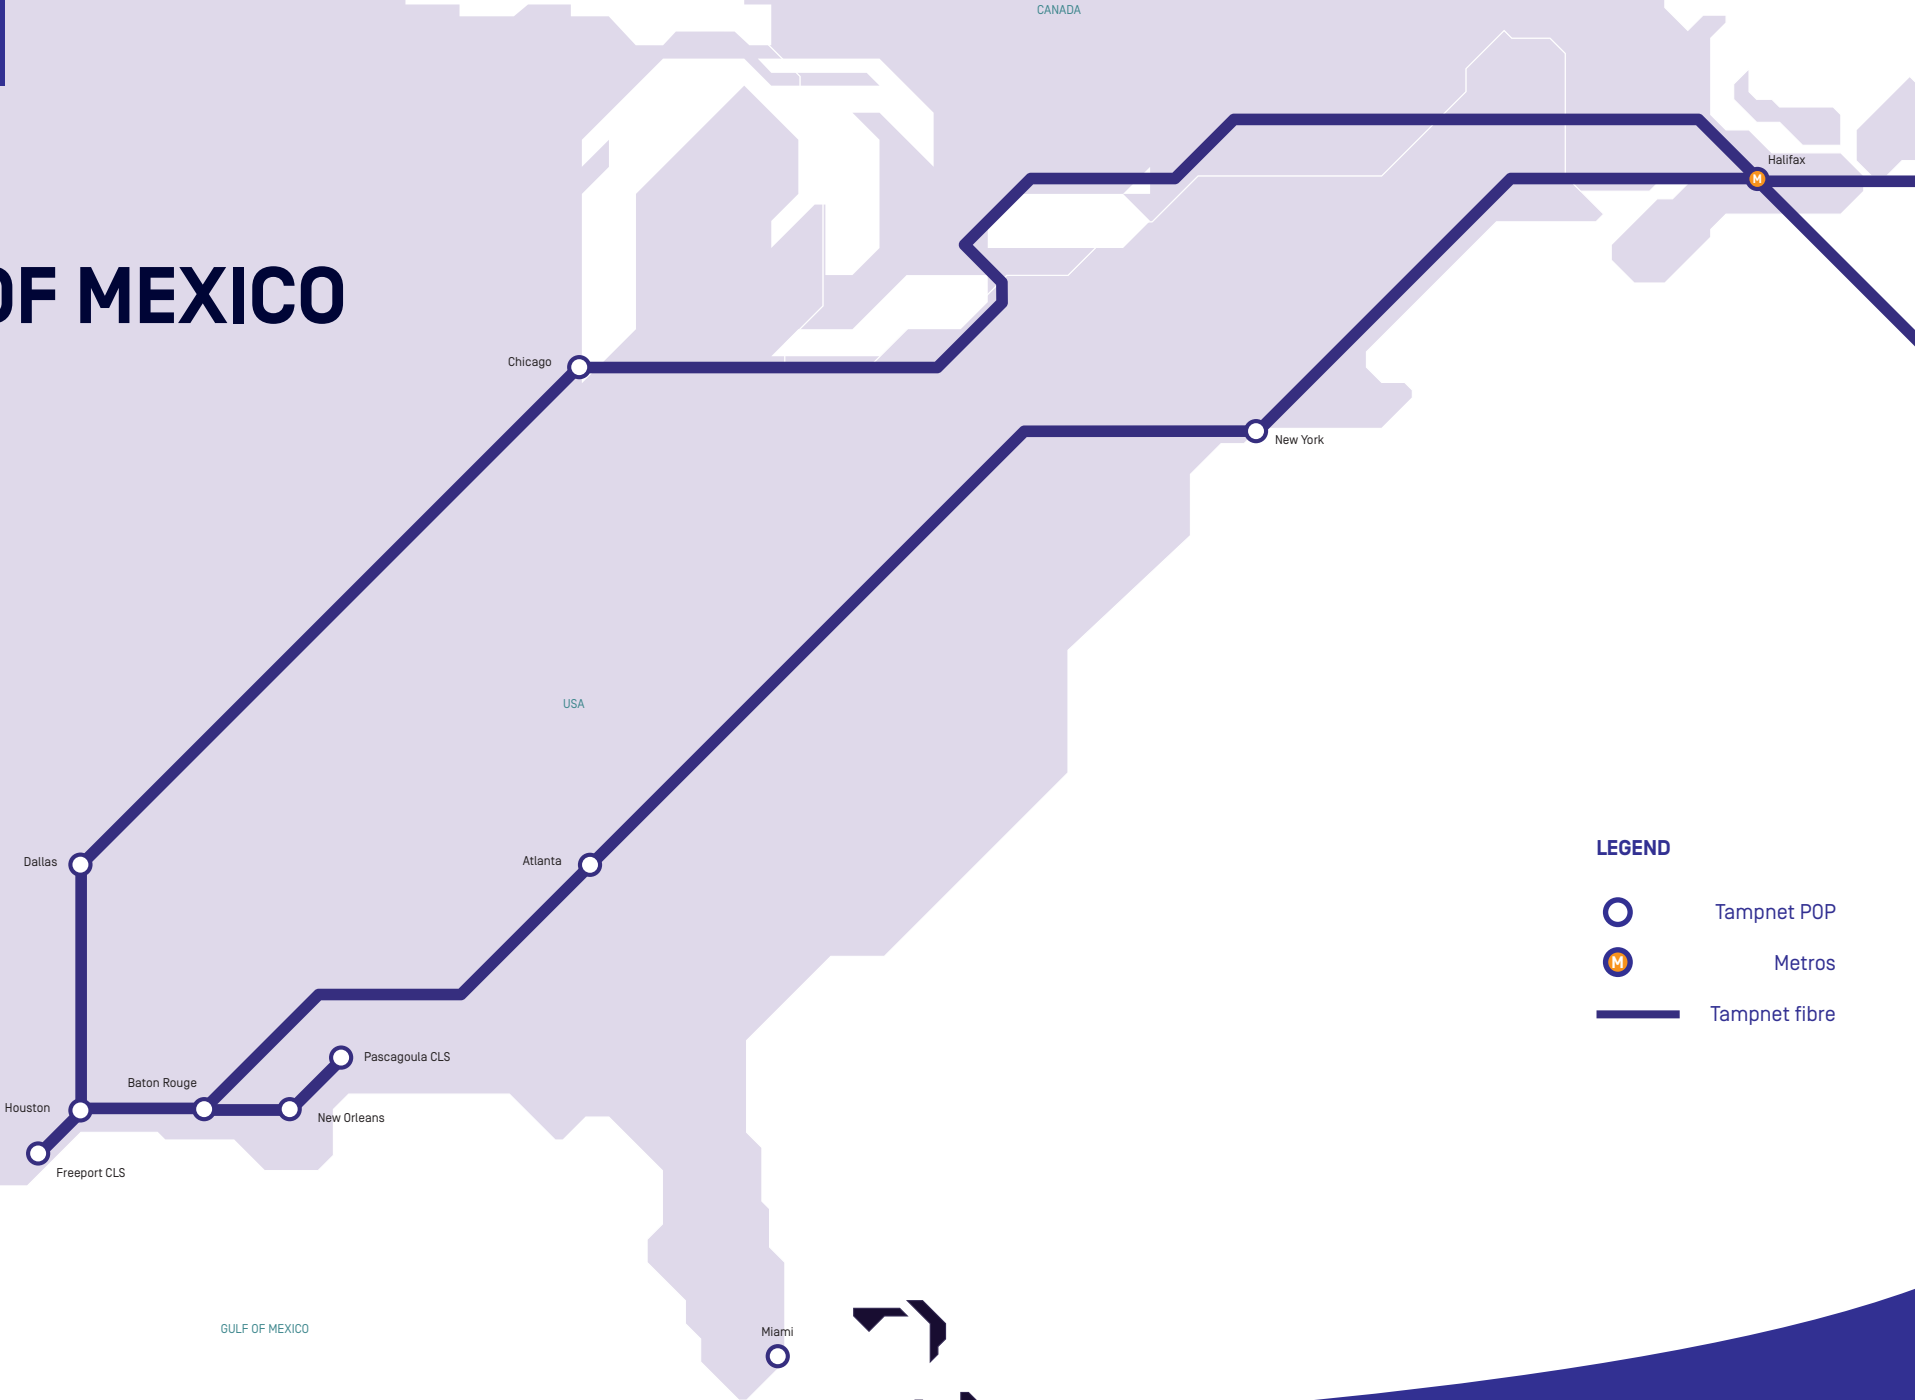 CANADA
Halifax
OF MEXICO
Chicago
New York
USA
LEGEND
Dallas
Atlanta
Tampnet POP
M
Metros
Tampnet fibre
Pascagoula CLS
Baton Rouge
Houston
New Orleans
Freeport CLS
GULF OF MEXICO
Miami
M